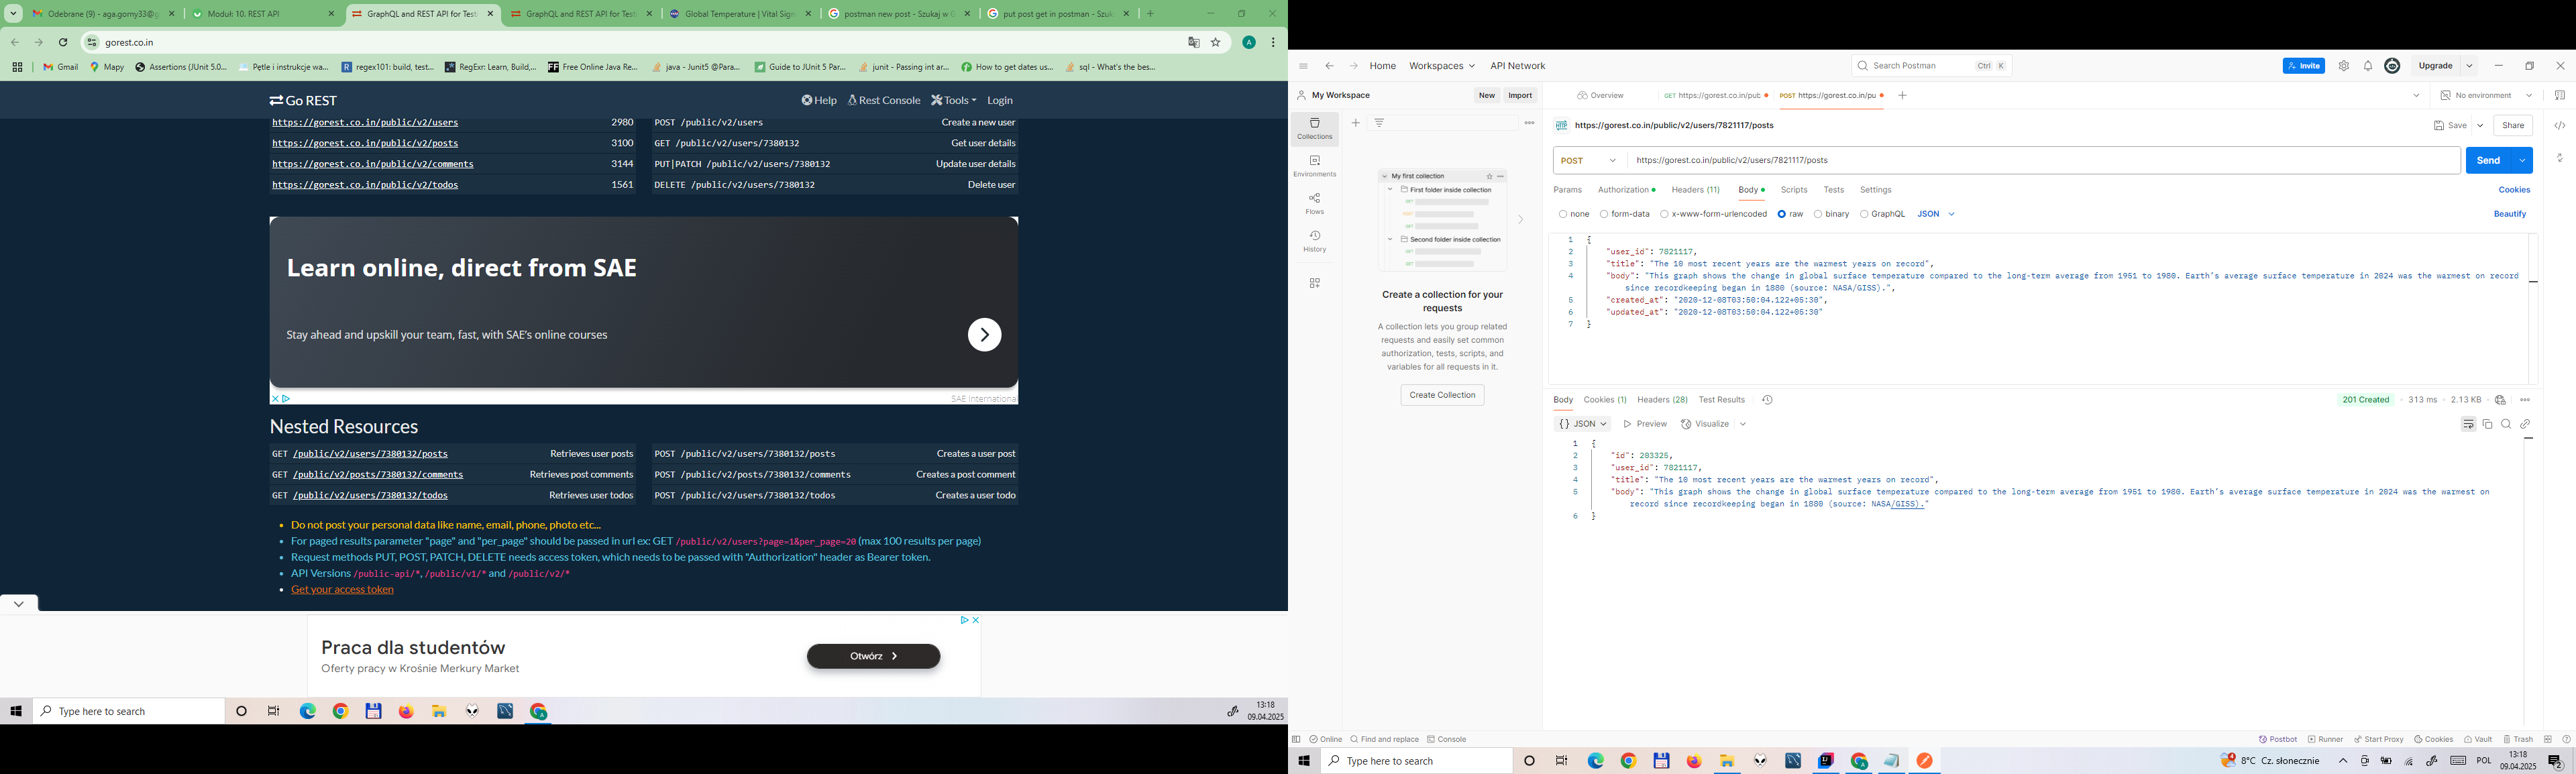 Odebrane (9) - aga.gorny33@g
Moduł: 10. REST API
GraphQL and REST API for Testi
GraphQL and REST API for Testi
Global Temperature | Vital Sign
postman new post - Szukaj w G
put post get in postman - Szuk
gorest.co.in
Gmail
Mapy
Assertions (JUnit 5.0...
Pętle i instrukcje wa...
regex101: build, test...
RegExr: Learn, Build,...
Free Online Java Re...
java - Junit5 @Para...
Guide to JUnit 5 Par...
junit - Passing int ar...
How to get dates us...
sql - What's the bes...
Go REST
Help
Rest Console
Tools
Login
https://gorest.co.in/public/v2/users 2980
https://gorest.co.in/public/v2/posts 3100
https://gorest.co.in/public/v2/comments 3144
https://gorest.co.in/public/v2/todos 1561
POST /public/v2/users Create a new user
GET /public/v2/users/7380132 Get user details
PUT|PATCH /public/v2/users/7380132 Update user details
DELETE /public/v2/users/7380132 Delete user
Learn online, direct from SAE
Stay ahead and upskill your team, fast, with SAE's online courses
SAE International
Nested Resources
GET /public/v2/users/7380132/posts Retrieves user posts
GET /public/v2/posts/7380132/comments Retrieves post comments
GET /public/v2/users/7380132/todos Retrieves user todos
POST /public/v2/users/7380132/posts Creates a user post
POST /public/v2/posts/7380132/comments Creates a post comment
POST /public/v2/users/7380132/todos Creates a user todo
Do not post your personal data like name, email, phone, photo etc...
For paged results parameter "page" and "per_page" should be passed in url ex: GET /public/v2/users?page=1&per_page=20 (max 100 results per page)
Request methods PUT, POST, PATCH, DELETE needs access token, which needs to be passed with "Authorization" header as Bearer token.
API Versions /public-api/*, /public/v1/* and /public/v2/*
Get your access token
Praca dla studentów
Oferty pracy w Krośnie Merkury Market
Otwórz
Type here to search
13:18
09.04.2025
Home
Workspaces
API Network
Search Postman
Ctrl K
Invite
Upgrade
My Workspace
New
Import
Overview
GET https://gorest.co.in/pub
POST https://gorest.co.in/pu
No environment
Collections
Environments
Flows
History
My first collection
First folder inside collection
Second folder inside collection
Create a collection for your
requests
A collection lets you group related
requests and easily set common
authorization, tests, scripts, and
variables for all requests in it.
Create Collection
HTTP https://gorest.co.in/public/v2/users/7821117/posts
Save
Share
POST
https://gorest.co.in/public/v2/users/7821117/posts
Send
Params
Authorization
Headers (11)
Body
Scripts
Tests
Settings
Cookies
none
form-data
x-www-form-urlencoded
raw
binary
GraphQL
JSON
Beautify
1 {
2 "user_id": 7821117,
3 "title": "The 10 most recent years are the warmest years on record",
4 "body": "This graph shows the change in global surface temperature compared to the long-term average from 1951 to 1980. Earth's average surface temperature in 2024 was the warmest on record
since recordkeeping began in 1880 (source: NASA/GISS).",
5 "created_at": "2020-12-08T03:50:04.122+05:30",
6 "updated_at": "2020-12-08T03:50:04.122+05:30"
7 }
Body
Cookies (1)
Headers (28)
Test Results
201 Created
313 ms
2.13 KB
{} JSON
Preview
Visualize
1 {
2 "id": 203325,
3 "user_id": 7821117,
4 "title": "The 10 most recent years are the warmest years on record",
5 "body": "This graph shows the change in global surface temperature compared to the long-term average from 1951 to 1980. Earth's average surface temperature in 2024 was the warmest on
record since recordkeeping began in 1880 (source: NASA/GISS)."
6 }
Online
Find and replace
Console
Postbot
Runner
Start Proxy
Cookies
Vault
Trash
Type here to search
8°C Cz. słonecznie
POL
13:18
09.04.2025
2